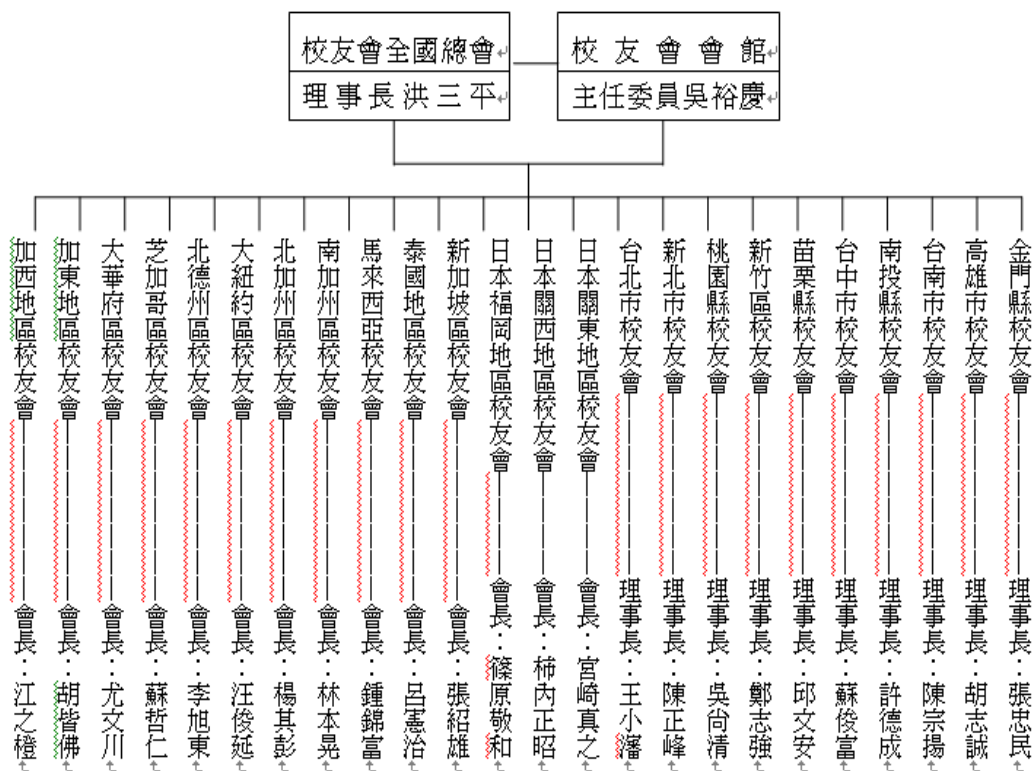 校友會全國總會
理事長洪三平
校友會會館
主任委員吳裕慶
加西地區校友會————會長：江之橙
加東地區校友會————會長：胡皆佛
大華府區校友會————會長：尤文川
芝加哥區校友會————會長：蘇哲仁
北德州區校友會————會長：李旭東
大紐約區校友會————會長：汪俊延
北加州區校友會————會長：楊其彭
南加州區校友會————會長：林本晃
馬來西亞校友會————會長：鍾錦富
泰國地區校友會————會長：呂憲治
新加坡區校友會————會長：張紹雄
日本福岡地區校友會————會長：篠原敬和
日本關西地區校友會————會長：柿內正昭
日本關東地區校友會————會長：宮崎真之
台北市校友會————理事長：王小瀋
新北市校友會————理事長：陳正峰
桃園縣校友會————理事長：吳尚清
新竹區校友會————理事長：鄭志強
苗栗縣校友會————理事長：邱文安
台中市校友會————理事長：蘇俊富
南投縣校友會————理事長：許德成
台南市校友會————理事長：陳宗揚
高雄市校友會————理事長：胡志誠
金門縣校友會————理事長：張忠民